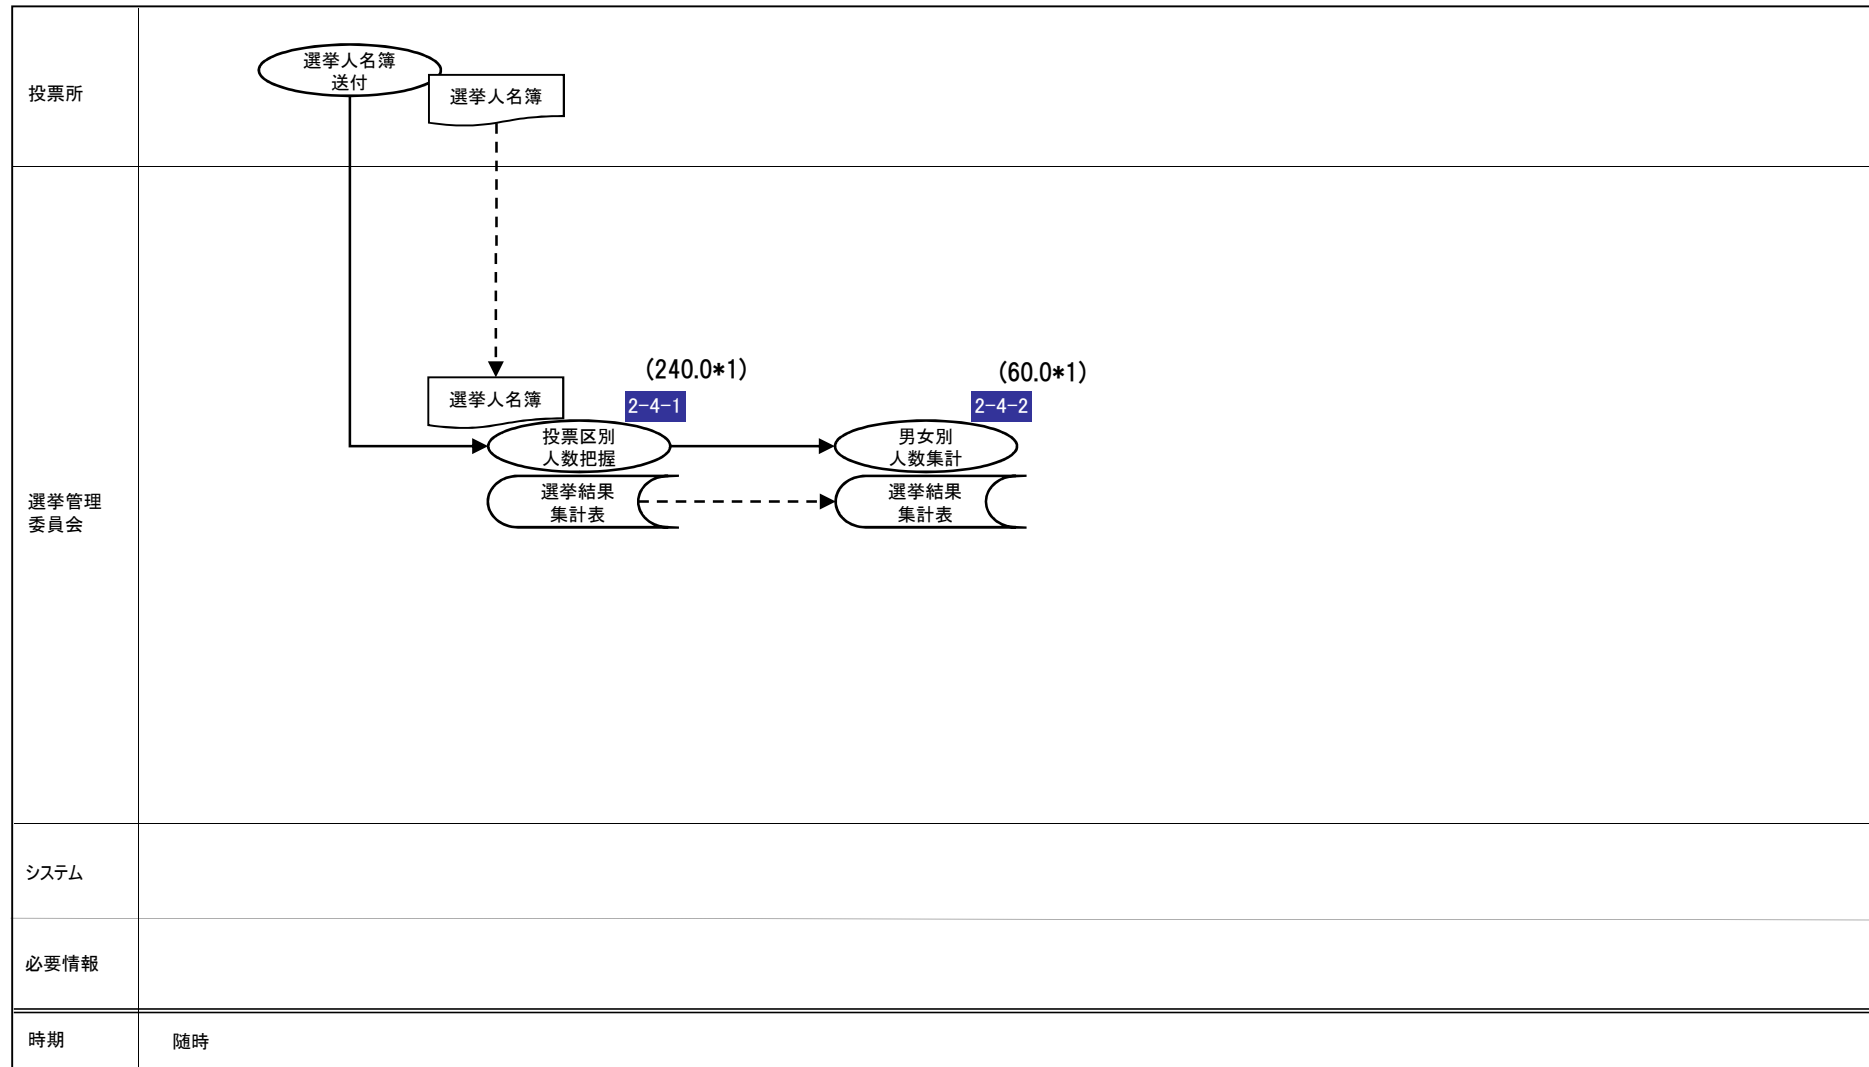 投票所
選挙人名簿
送付
選挙人名簿
選挙管理
委員会
選挙人名簿
(240.0*1)
2-4-1
投票区別
人数把握
選挙結果
集計表
(60.0*1)
2-4-2
男女別
人数集計
選挙結果
集計表
システム
必要情報
時期
随時